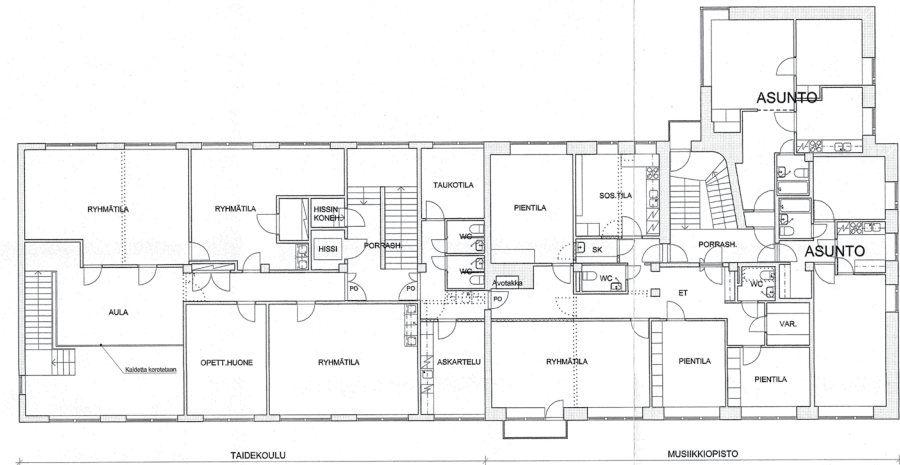 ASUNTO
RYHMÄTILA
RYHMÄTILA
HISSIN
KONEH.
HISSI
PORRASH.
TAUKOTILA
PIENTILA
SOS.TILA
WC
WC
SK
WC
PORRASH.
ASUNTO
PO
PO
Avotakka
PO
ET
WC
AULA
VAR.
OPETT.HUONE
RYHMÄTILA
ASKARTELU
RYHMÄTILA
PIENTILA
PIENTILA
Kaidetta korotetaan
TAIDEKOULU
MUSIIKKIOPISTO